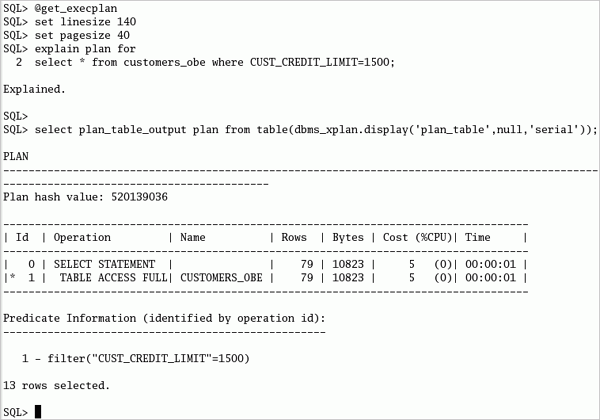 SQL> @get_execplan
SQL> set linesize 140
SQL> set pagesize 40
SQL> explain plan for
  2  select * from customers_obe where CUST_CREDIT_LIMIT=1500;

Explained.

SQL>
SQL> select plan_table_output plan from table(dbms_xplan.display('plan_table',null,'serial'));

PLAN
--------------------------------------------------------------------------------------------
-----------------------------------------
Plan hash value: 520139036

---------------------------------------------------------------------------------
| Id  | Operation         | Name          | Rows  | Bytes | Cost (%CPU)| Time     |
---------------------------------------------------------------------------------
|   0 | SELECT STATEMENT  |               |    79 | 10823 |     5   (0)| 00:00:01 |
|*  1 |  TABLE ACCESS FULL| CUSTOMERS_OBE |    79 | 10823 |     5   (0)| 00:00:01 |
---------------------------------------------------------------------------------

Predicate Information (identified by operation id):
--------------------------------------------------

   1 - filter("CUST_CREDIT_LIMIT"=1500)

13 rows selected.

SQL>